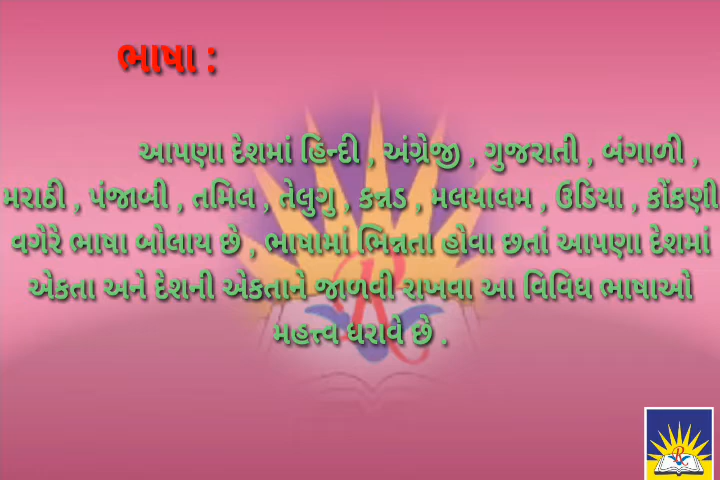 ભાષા :
આપણા દેશમાં હિન્દી , અંગ્રેજી , ગુજરાતી , બંગાળી ,
મરાઠી , પંજાબી , તમિલ , તેલુગુ , કન્નડ , મલયાલમ , ઉડિયા , કોંકણી
વગેરે ભાષા બોલાય છે , ભાષામાં ભિન્નતા હોવા છતાં આપણા દેશમાં
એકતા અને દેશની એકતાને જાળવી રાખવા આ વિવિધ ભાષાઓ
મહત્ત્વ ધરાવે છે .